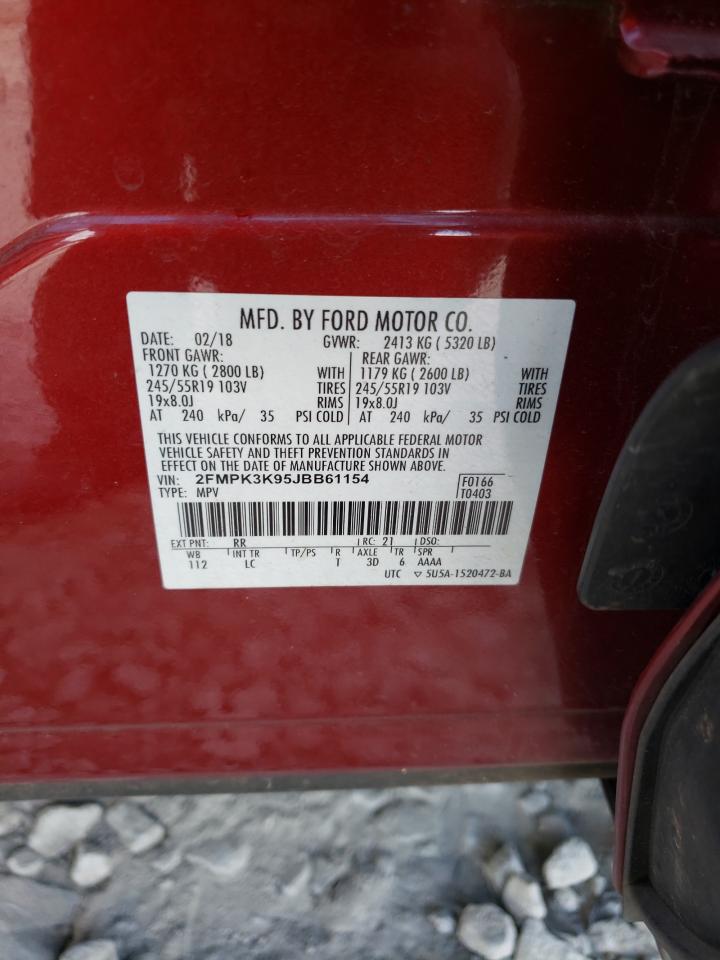 MFD. BY FORD MOTOR CO.
DATE: 02/18 GVWR: 2413 KG ( 5320 LB)
FRONT GAWR: REAR GAWR:
1270 KG ( 2800 LB) WITH 1179 KG ( 2600 LB) WITH
245/55R19 103V TIRES 245/55R19 103V TIRES
19x8.0J RIMS 19x8.0J RIMS
AT 240 kPa/ 35 PSI COLD AT 240 kPa/ 35 PSI COLD
THIS VEHICLE CONFORMS TO ALL APPLICABLE FEDERAL MOTOR
VEHICLE SAFETY AND THEFT PREVENTION STANDARDS IN
EFFECT ON THE DATE OF MANUFACTURE SHOWN ABOVE.
VIN: 2FMPK3K95JBB61154 F0166
TYPE: MPV T0403
EXT PNT: RR RC: 21 DSO:
WB INT TR TP/PS R AXLE TR SPR
112 LC T 3D 6 AAAA
UTC ▽ 5U5A-1520472-BA